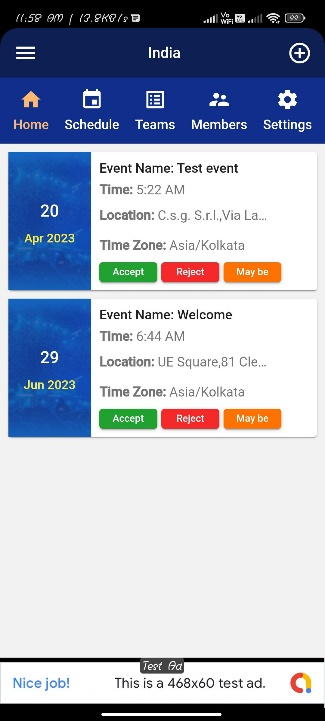 11:58 AM | 13.8KB/s
Vo
WiFi
India
Home Schedule Teams Members Settings
Event Name: Test event
20
Apr 2023
Time: 5:22 AM
Location: C.s.g. S.r.l.,Via La...
Time Zone: Asia/Kolkata
Accept Reject May be
Event Name: Welcome
29
Jun 2023
Time: 6:44 AM
Location: UE Square,81 Cle...
Time Zone: Asia/Kolkata
Accept Reject May be
Test Ad
Nice job! This is a 468x60 test ad.